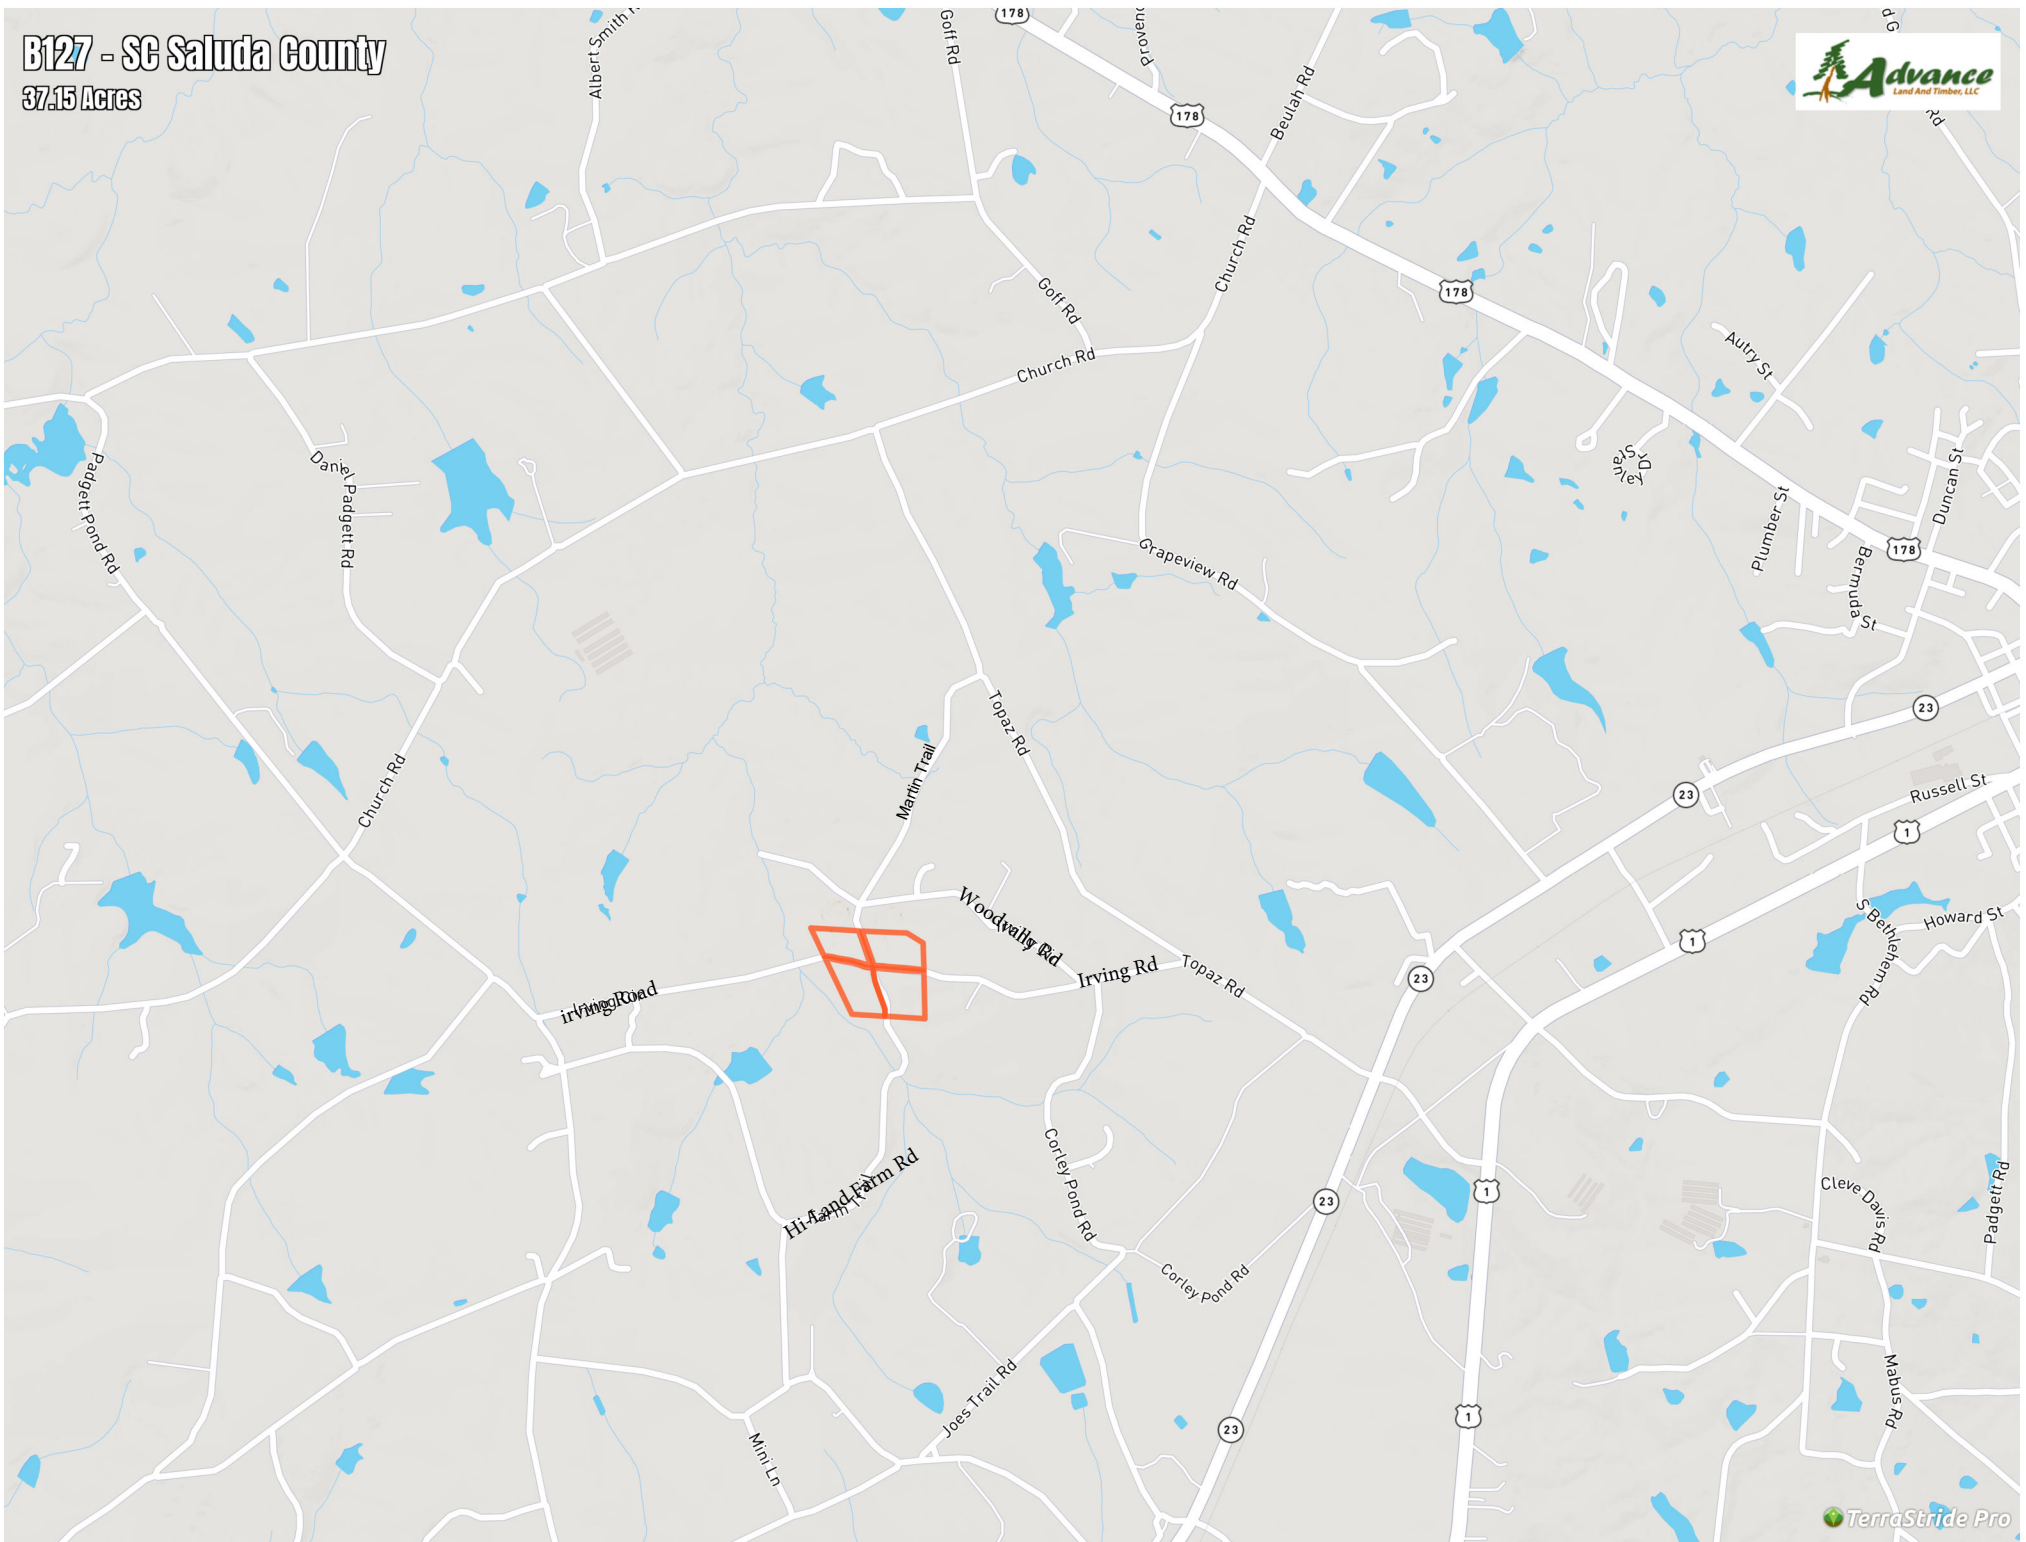 B127 - SC Saluda County
37.15 Acres
Advance
Land And Timber, LLC
178
Goff Rd
Albert Smith R
Beulah Rd
178
Rd
Church Rd
Goff Rd
178
Church Rd
Autry St
Daniel Padgett Rd
Padgett Pond Rd
Stanley Dr
Duncan St
Plumber St
178
Grapeview Rd
Bermuda St
Topaz Rd
23
Martin Trail
Church Rd
23
Russell St
1
Woodvally Rd
S Bethlehem Rd
Howard St
1
Irving Rd
Topaz Rd
23
irving Road
Corley Pond Rd
Hi-Land Farm Rd
23
1
Cleve Davis Rd
Padgett Rd
Corley Pond Rd
Joes Trail Rd
Mabus Rd
1
23
Mini Ln
TerraStride Pro